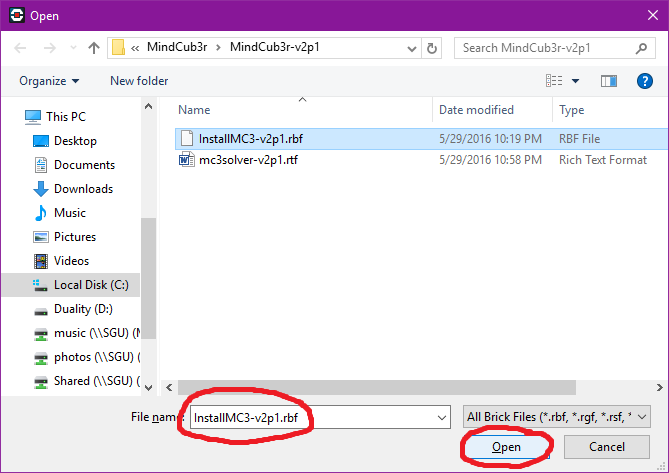 Open
« MindCub3r > MindCub3r-v2p1
Search MindCub3r-v2p1
Organize
New folder
This PC
Desktop
Documents
Downloads
Music
Pictures
Videos
Local Disk (C:)
Duality (D:)
music (\\SGU) (M
photos (\\SGU) (
Shared (\\SGU) (
Name
Date modified
Type
InstallMC3-v2p1.rbf
5/29/2016 10:19 PM
RBF File
mc3solver-v2p1.rtf
5/29/2016 10:58 PM
Rich Text Format
File name:
InstallMC3-v2p1.rbf
All Brick Files (*.rbf, *.rgf, *.rsf, *
Open
Cancel